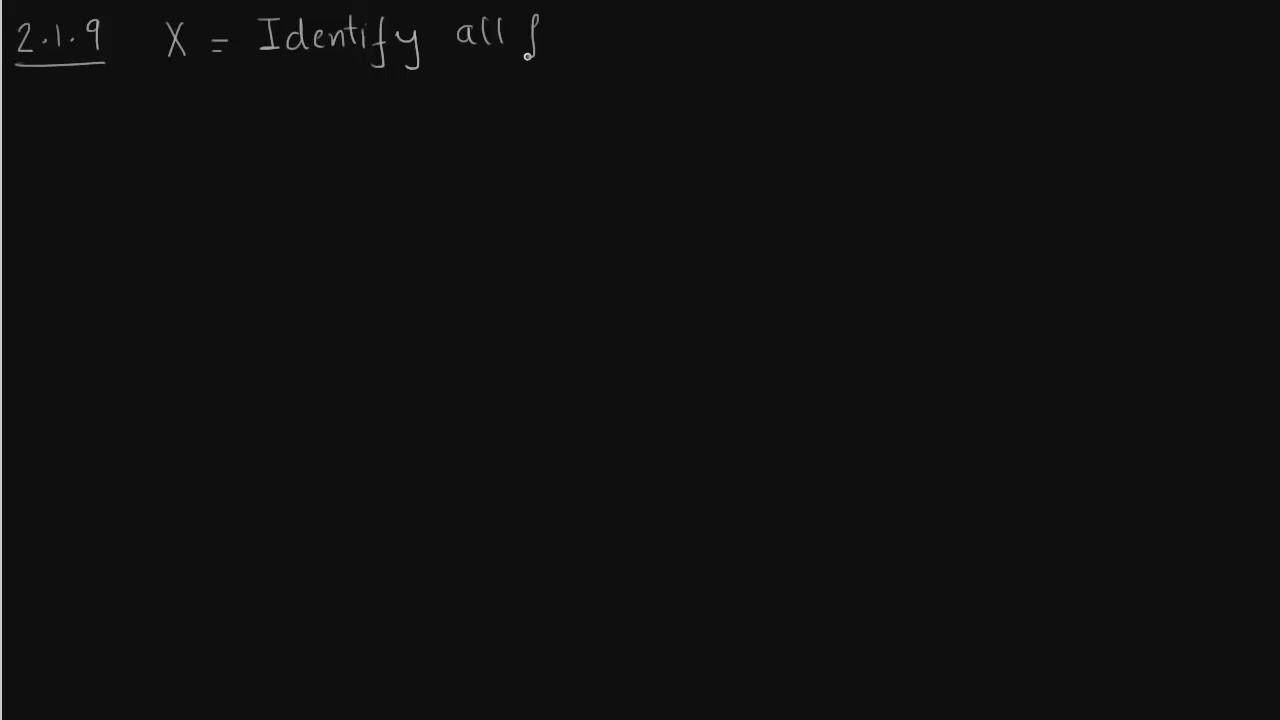 2.1.9 X = Identify all f